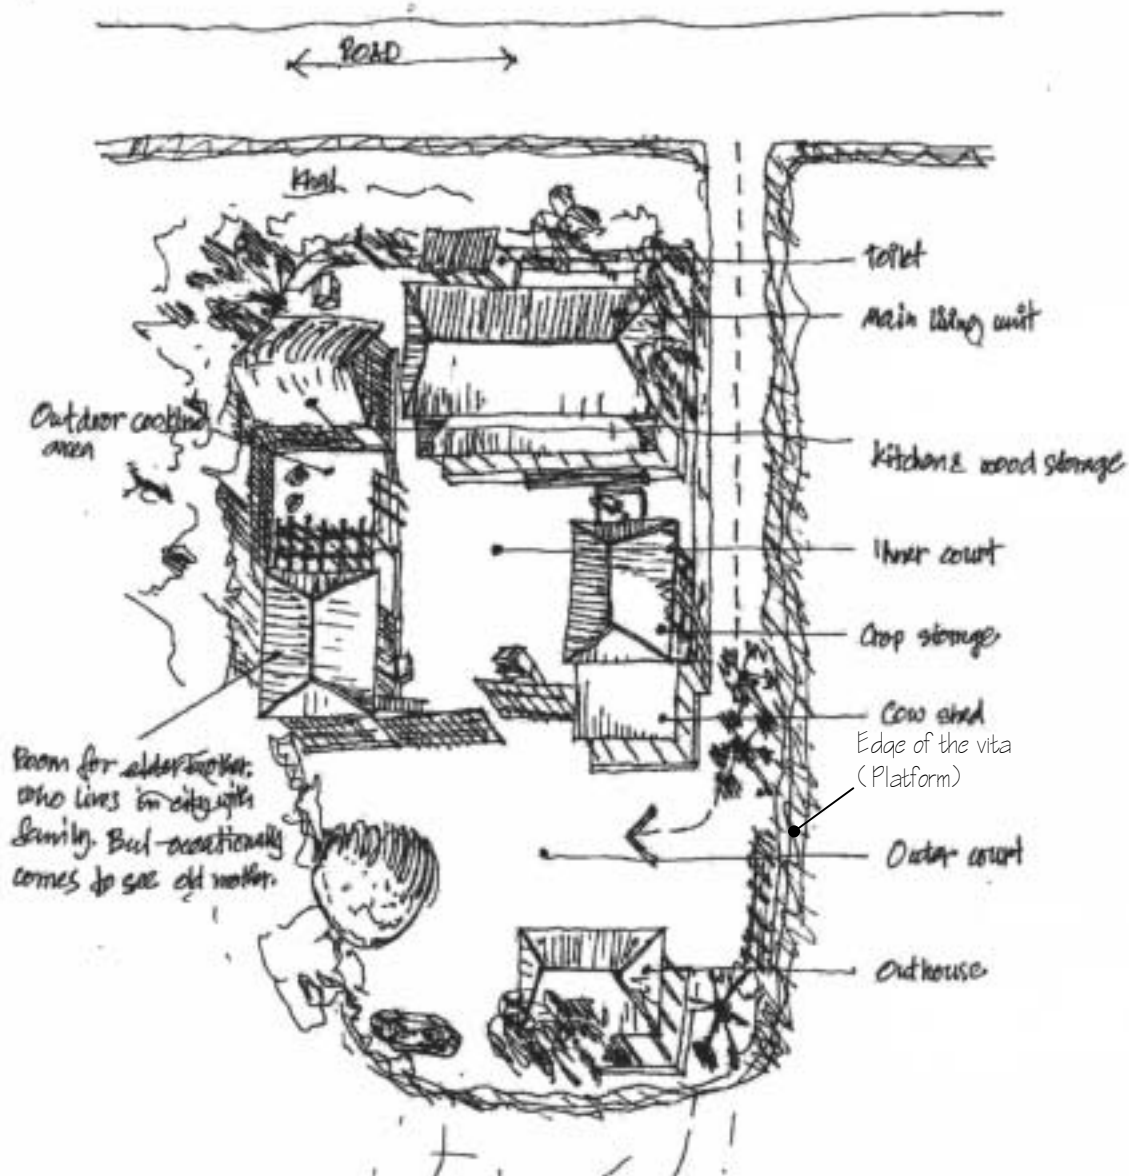 ROAD
Khal
Toilet
Main living unit
Outdoor cooking
area
Kitchen & wood storage
Inner court
Crop storage
Cow shed
Edge of the vita
(Platform)
Room for elder brother.
who lives in city with
family. But occationally
comes to see old mother.
Outer court
Outhouse